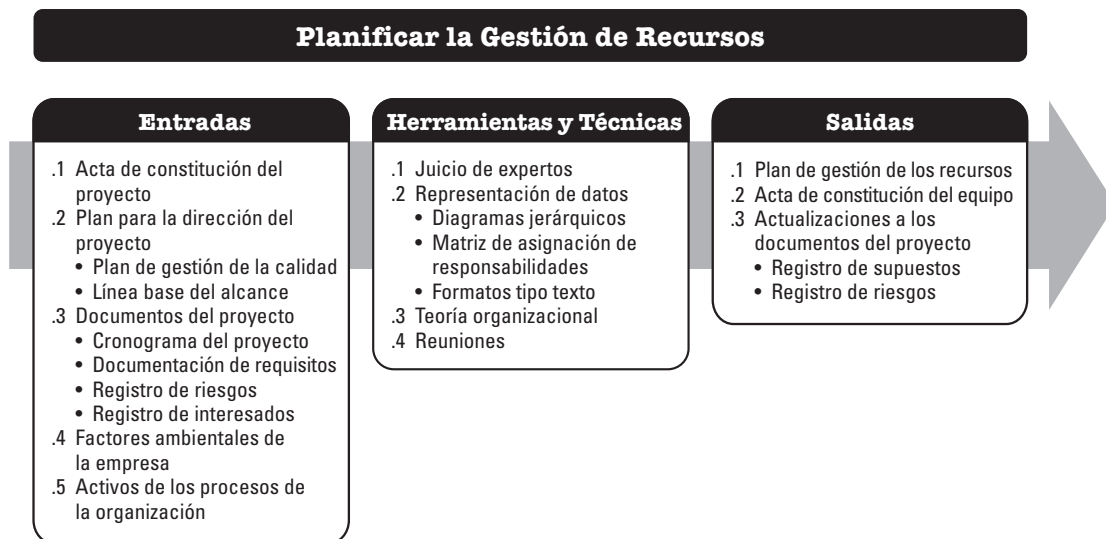 Planificar la Gestión de Recursos
Entradas
.1 Acta de constitución del
proyecto
.2 Plan para la dirección del
proyecto
• Plan de gestión de la calidad
• Línea base del alcance
.3 Documentos del proyecto
• Cronograma del proyecto
• Documentación de requisitos
• Registro de riesgos
• Registro de interesados
.4 Factores ambientales de
la empresa
.5 Activos de los procesos de
la organización
Herramientas y Técnicas
.1 Juicio de expertos
.2 Representación de datos
• Diagramas jerárquicos
• Matriz de asignación de
responsabilidades
• Formatos tipo texto
.3 Teoría organizacional
.4 Reuniones
Salidas
.1 Plan de gestión de los recursos
.2 Acta de constitución del equipo
.3 Actualizaciones a los
documentos del proyecto
• Registro de supuestos
• Registro de riesgos